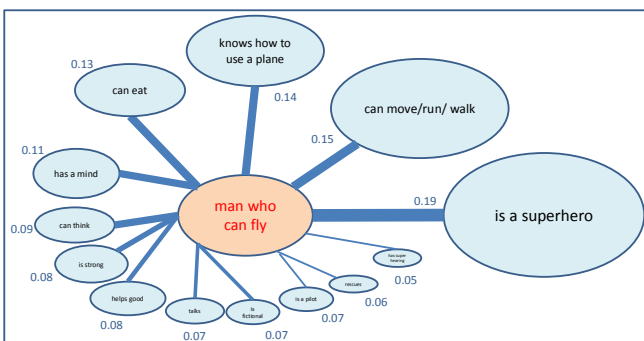 knows how to
use a plane
0.14
0.13
can eat
can move/run/ walk
0.15
0.11
has a mind
man who
can fly
0.19
is a superhero
can think
0.09
is strong
0.08
helps good
0.08
talks
0.07
Is
fictional
0.07
is a pilot
0.07
rescues
0.06
has super
hearing
0.05